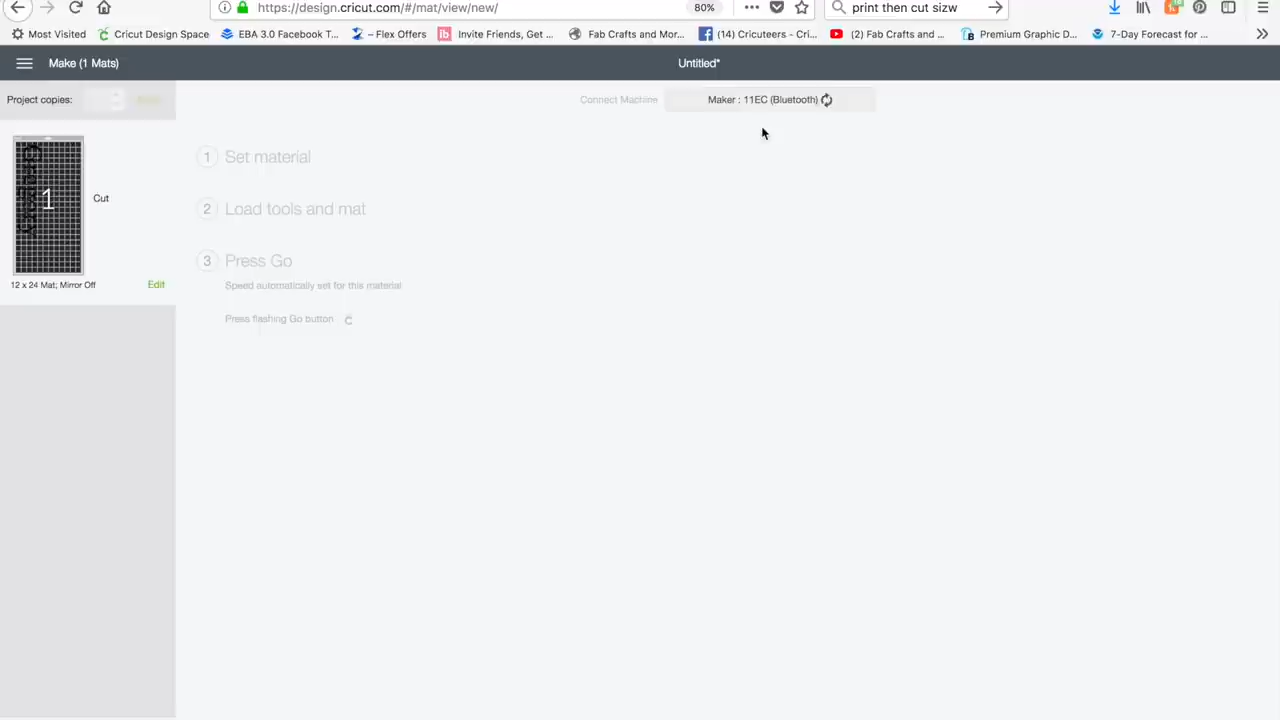 https://design.cricut.com/#/mat/view/new/ 80% print then cut sizw
Most Visited Cricut Design Space EBA 3.0 Facebook T... – Flex Offers Invite Friends, Get ... Fab Crafts and Mor... (14) Cricuteers - Cri... (2) Fab Crafts and ... Premium Graphic D... 7-Day Forecast for ...
Make (1 Mats) Untitled*
Project copies: Connect Machine Maker : 11EC (Bluetooth)
1 Set material
1 Cut
2 Load tools and mat
3 Press Go
12 x 24 Mat; Mirror Off Edit
Speed automatically set for this material
Press flashing Go button